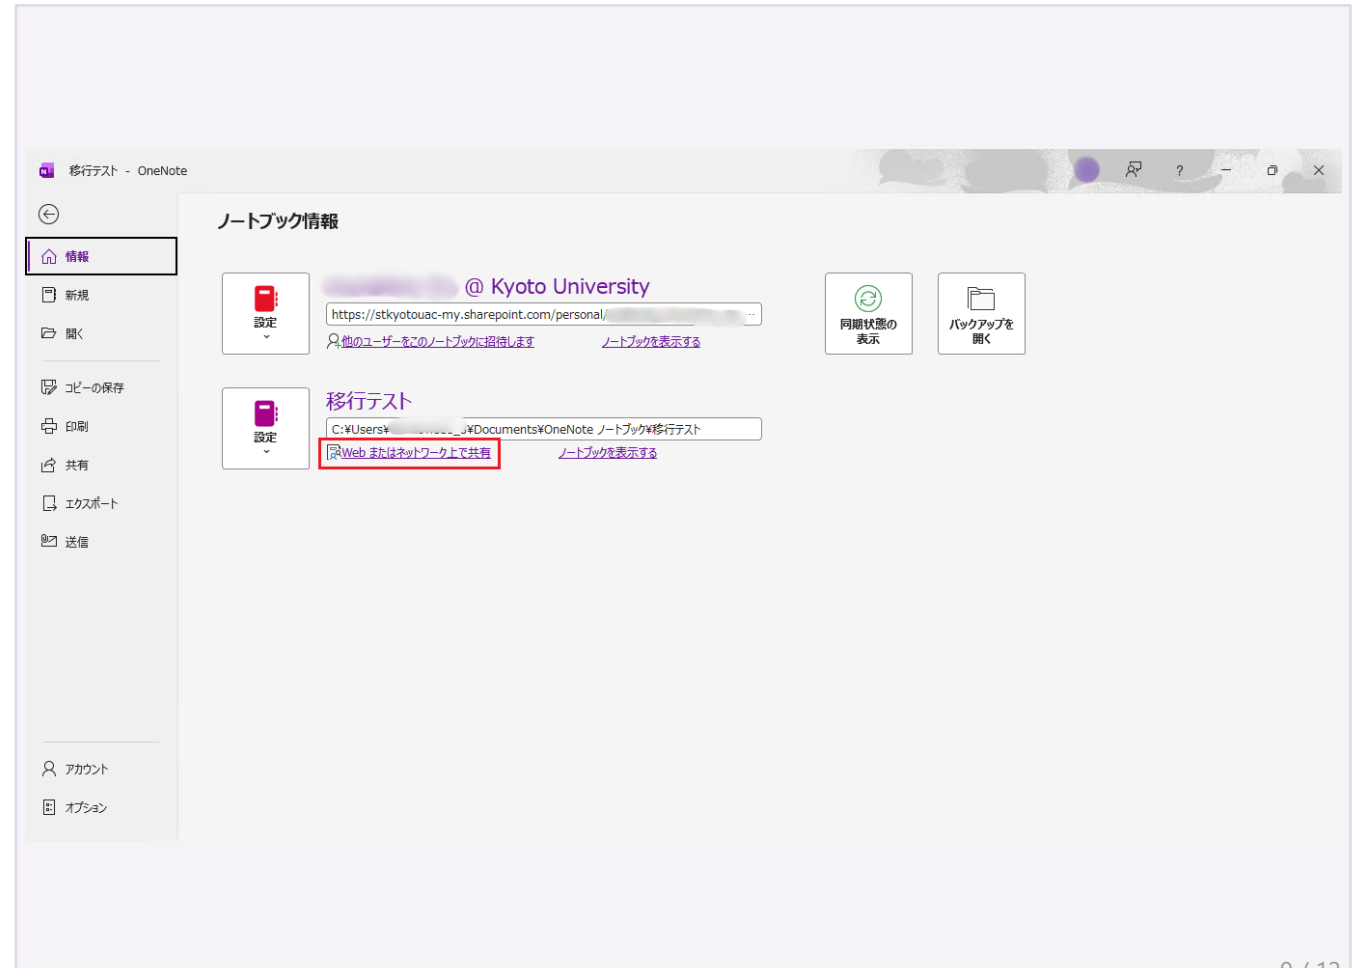 移行テスト - OneNote
?
ノートブック情報
情報
新規
開く
コピーの保存
印刷
共有
エクスポート
送信
アカウント
オプション
設定
@ Kyoto University
https://stkyotouac-my.sharepoint.com/personal/
他のユーザーをこのノートブックに招待します
ノートブックを表示する
同期状態の
表示
バックアップを
開く
設定
移行テスト
C:¥Users¥
¥Documents¥OneNote ノートブック¥移行テスト
Web またはネットワーク上で共有
ノートブックを表示する